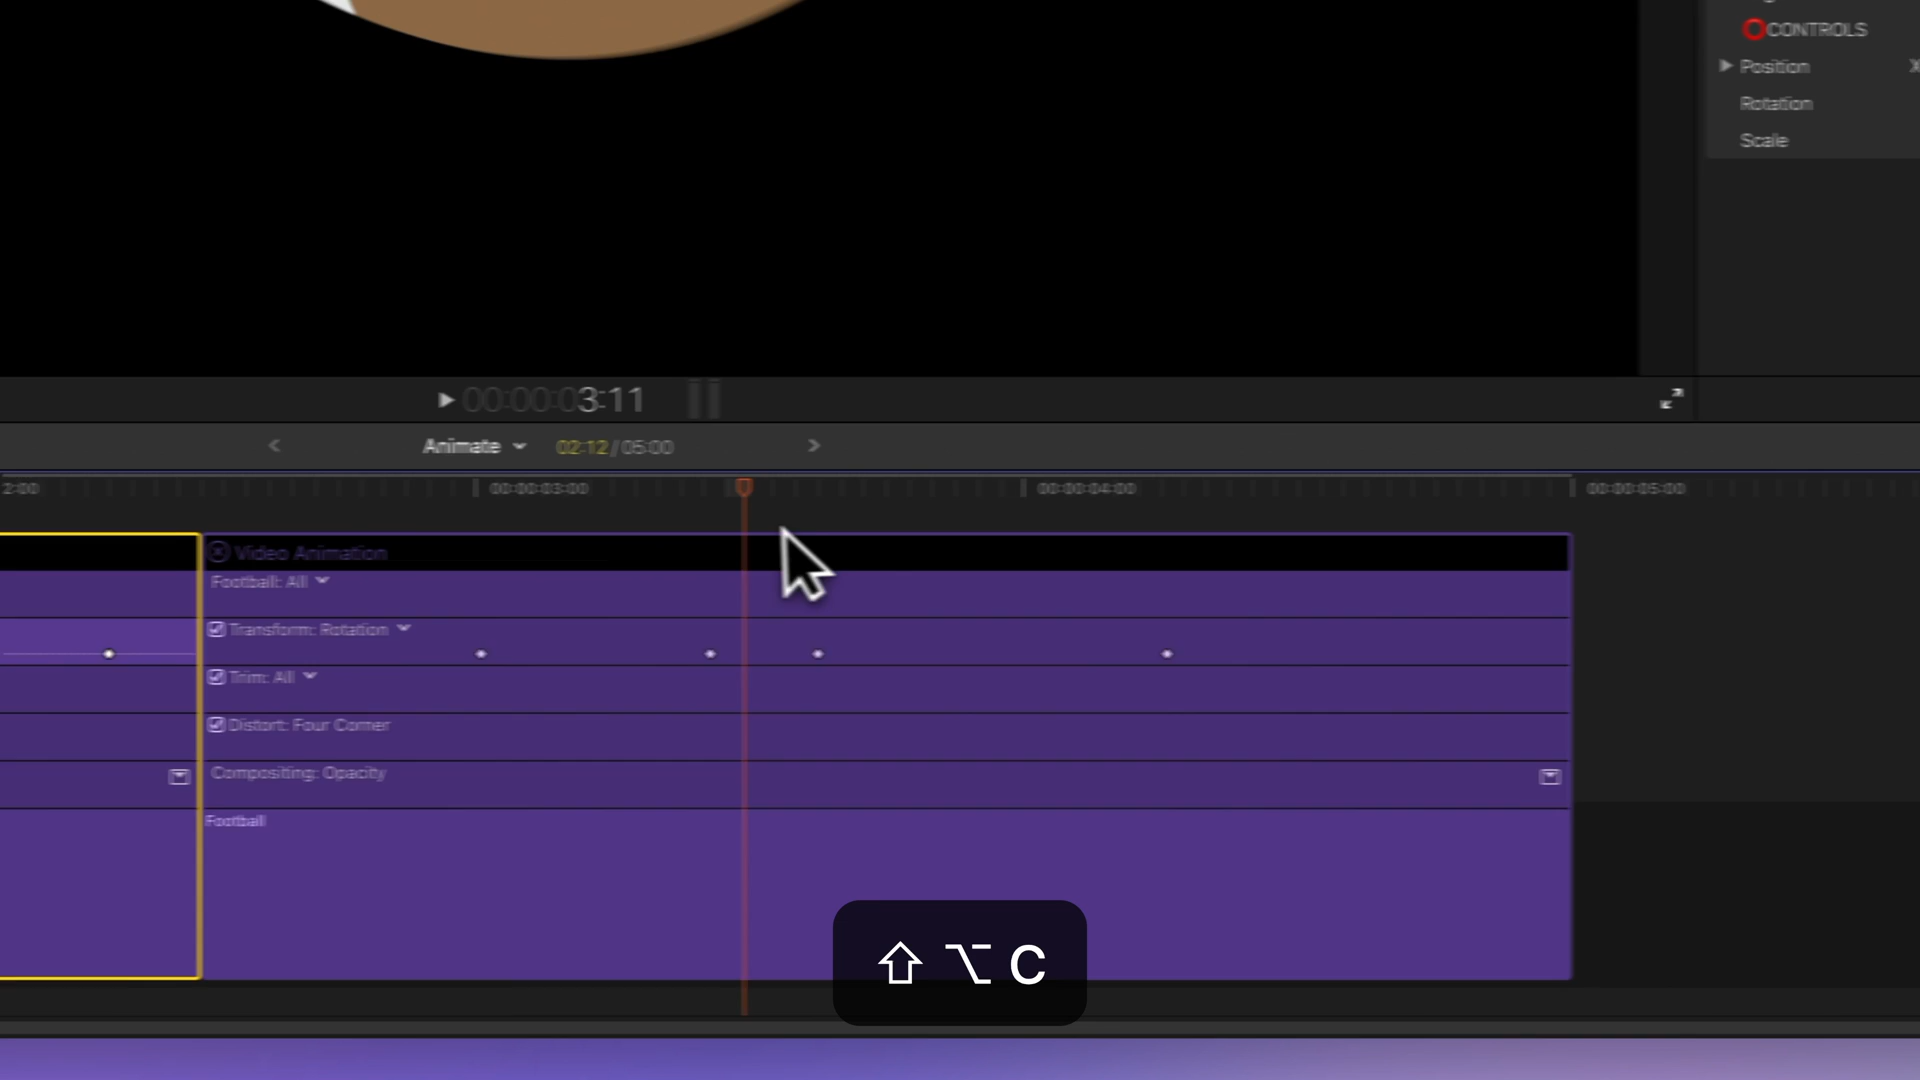 CONTROLS
Position X
Rotation
Scale
00:00:03:11
Animate 02:12 / 05:00
2:00 00:00:03:00 00:00:04:00 00:00:05:00
Video Animation
Football: All
Transform: Rotation
Trim: All
Distort: Four Corner
Compositing: Opacity
Football
⇧ ⌥ C